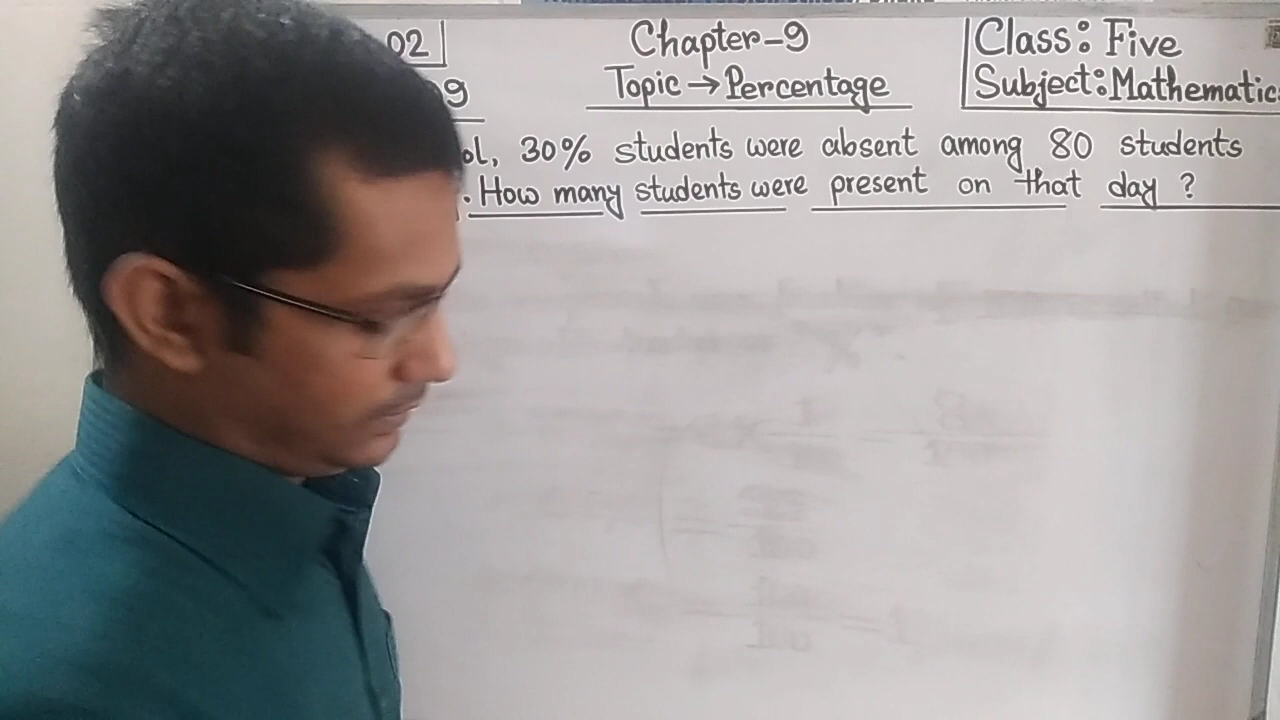 02
Chapter-9
Class: Five
9
Topic → Percentage
Subject: Mathematic
30% students were absent among 80 students
. How many students were present on that day ?